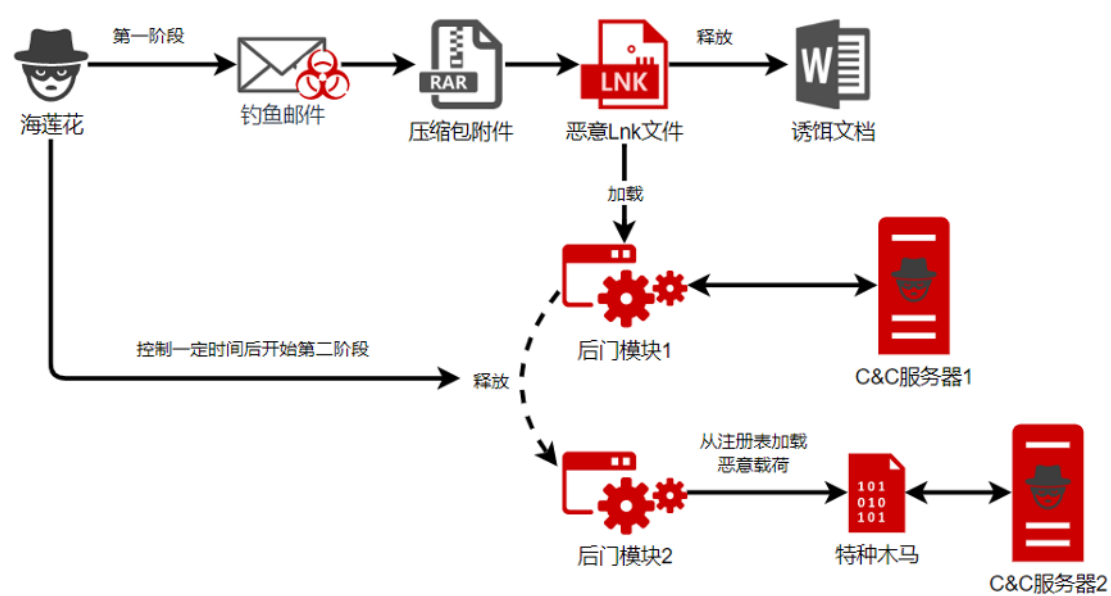 第一阶段
释放
RAR
LNK
W
海莲花
钓鱼邮件
压缩包附件
恶意Lnk文件
诱饵文档
加载
后门模块1
C&C服务器1
控制一定时间后开始第二阶段
释放
从注册表加载
恶意载荷
101
010
101
后门模块2
特种木马
C&C服务器2